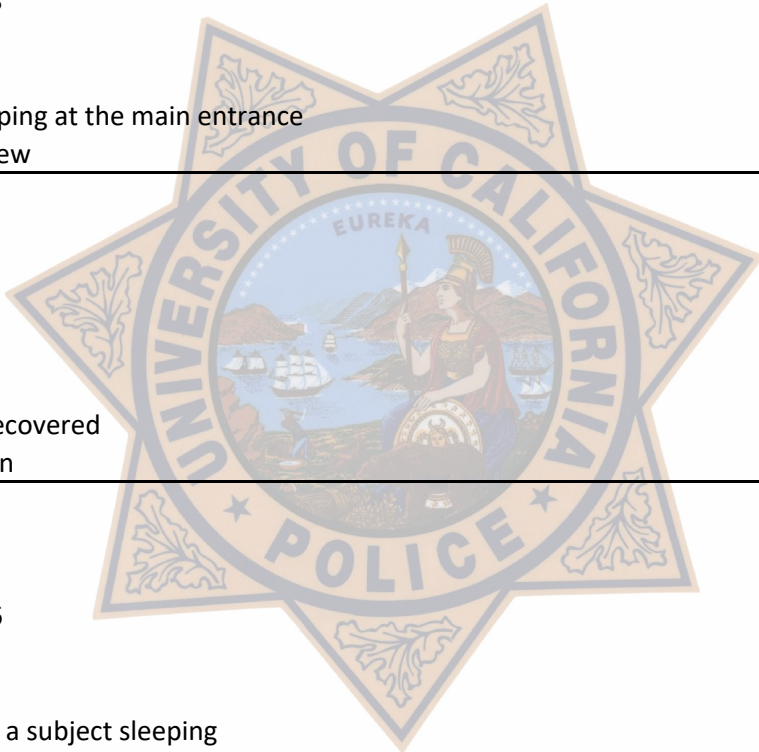 ping at the main entrance
ew
UNIVERSITY OF CALIFORNIA
EUREKA
ecovered
n
POLICE
a subject sleeping